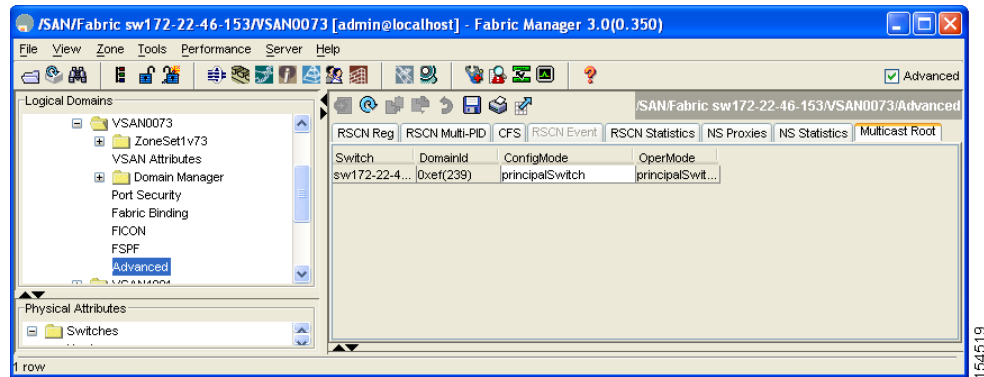 /SAN/Fabric sw172-22-46-153/VSAN0073 [admin@localhost] - Fabric Manager 3.0(0.350)
File View Zone Tools Performance Server Help
Advanced
Logical Domains
/SAN/Fabric sw172-22-46-153/VSAN0073/Advanced
VSAN0073
ZoneSet1v73
VSAN Attributes
Domain Manager
Port Security
Fabric Binding
FICON
FSPF
Advanced
RSCN Reg RSCN Multi-PID CFS RSCN Event RSCN Statistics NS Proxies NS Statistics Multicast Root
Switch DomainId ConfigMode OperMode
sw172-22-4... 0xef(239) principalSwitch principalSwit...
Physical Attributes
Switches
1 row
154519